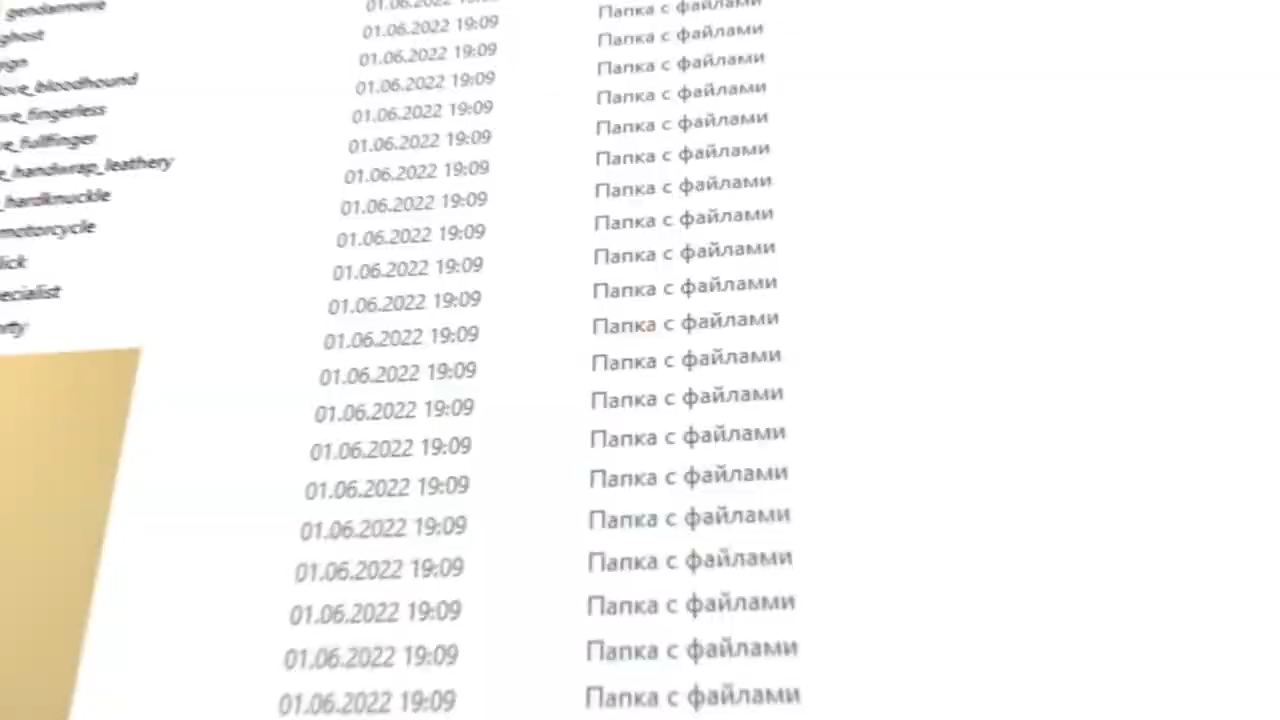 gendarmerie 01.06.2022 19:09 Папка с файлами
ghost 01.06.2022 19:09 Папка с файлами
01.06.2022 19:09 Папка с файлами
love_bloodhound 01.06.2022 19:09 Папка с файлами
ve_fingerless 01.06.2022 19:09 Папка с файлами
e_fullfinger 01.06.2022 19:09 Папка с файлами
e_handwrap_leathery 01.06.2022 19:09 Папка с файлами
_hardknuckle 01.06.2022 19:09 Папка с файлами
motorcycle 01.06.2022 19:09 Папка с файлами
lick 01.06.2022 19:09 Папка с файлами
ecialist 01.06.2022 19:09 Папка с файлами
01.06.2022 19:09 Папка с файлами
01.06.2022 19:09 Папка с файлами
01.06.2022 19:09 Папка с файлами
01.06.2022 19:09 Папка с файлами
01.06.2022 19:09 Папка с файлами
01.06.2022 19:09 Папка с файлами
01.06.2022 19:09 Папка с файлами
01.06.2022 19:09 Папка с файлами
01.06.2022 19:09 Папка с файлами
01.06.2022 19:09 Папка с файлами